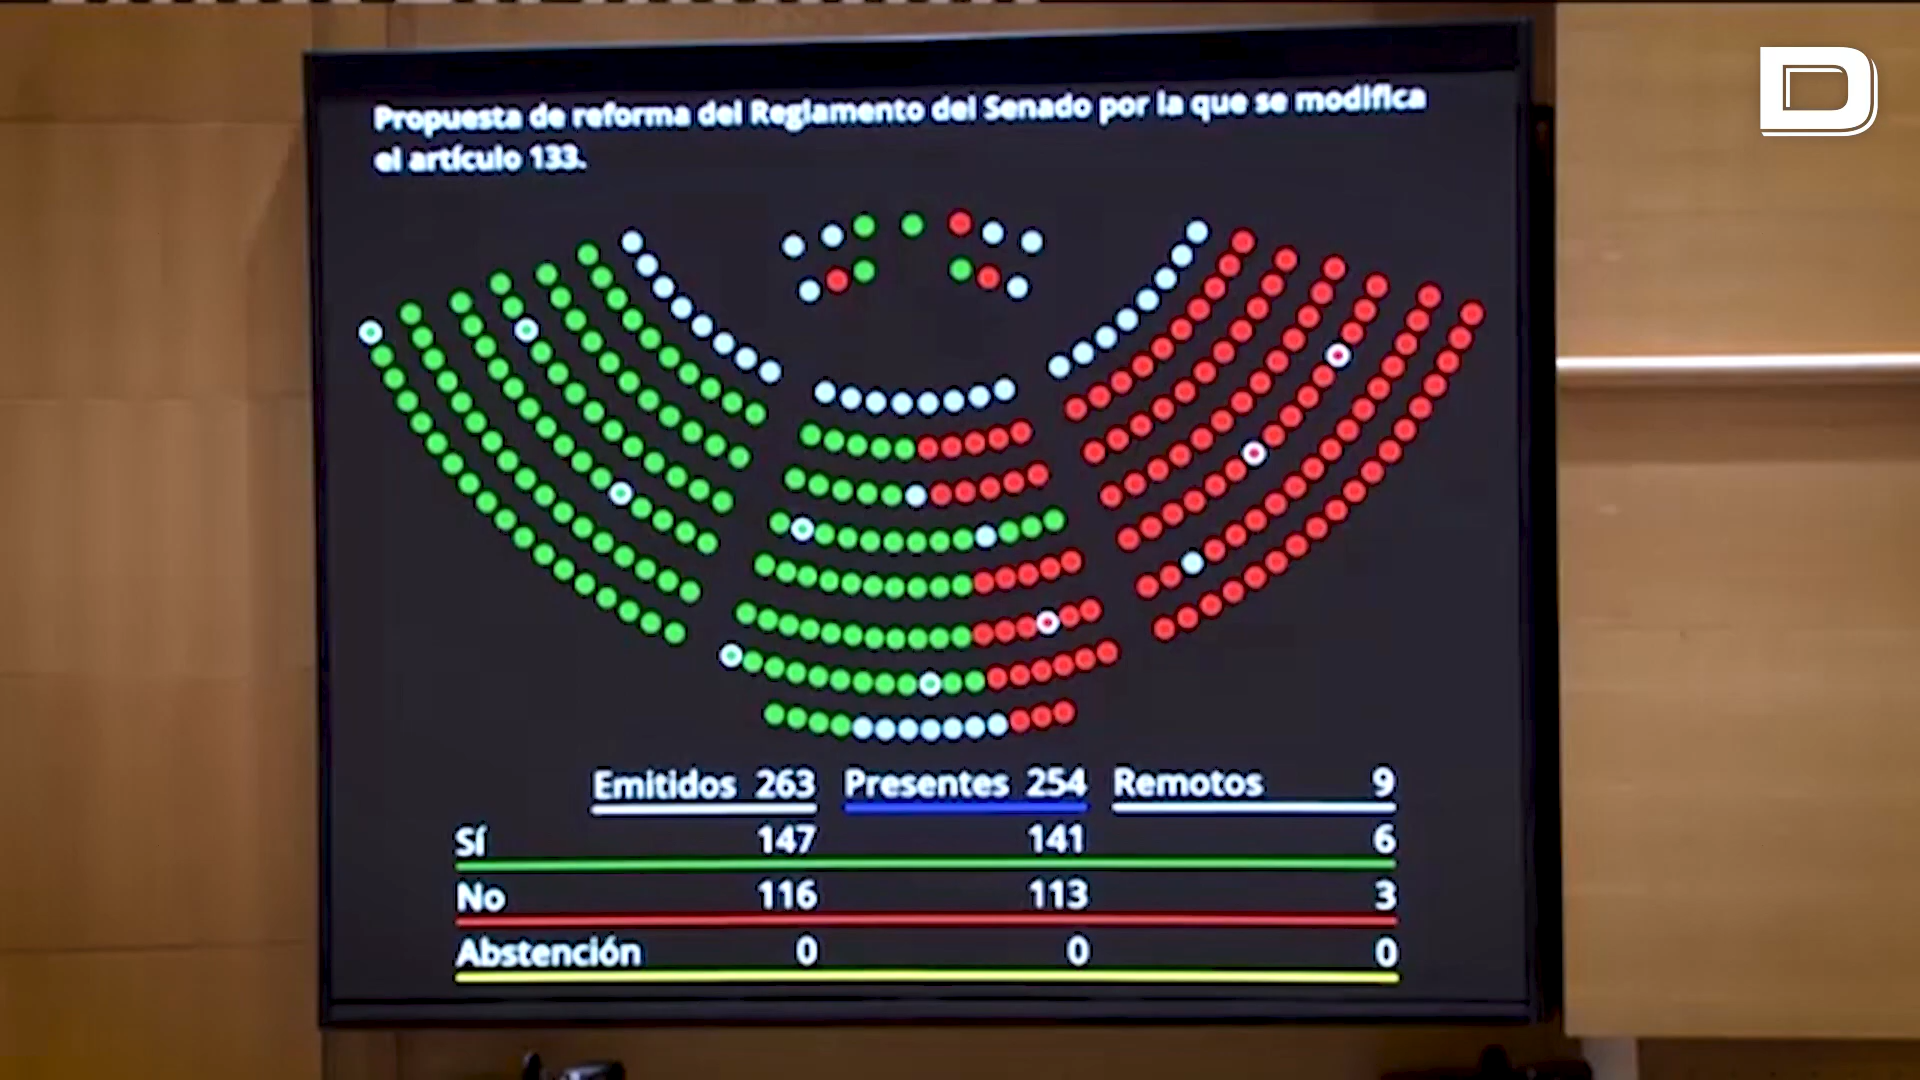 D
Propuesta de reforma del Reglamento del Senado por la que se modifica
el artículo 133.
Emitidos 263 Presentes 254 Remotos 9
Sí 147 141 6
No 116 113 3
Abstención 0 0 0